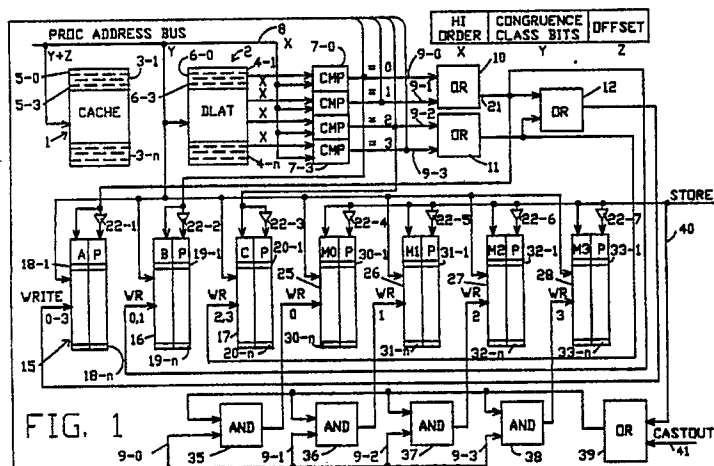 PROC ADDRESS BUS
8
HI ORDER
CONGRUENCE CLASS BITS
OFFSET
X
Y
Z
Y+Z
Y
X
5-0
3-1
5-3
CACHE
1
3-n
6-0
2
4-1
6-3
DLAT
4-n
X
X
X
X
7-0
CMP
CMP
CMP
CMP
7-3
= 0
= 1
= 2
= 3
9-0
9-1
9-2
9-3
10
OR
21
OR
11
OR
12
STORE
40
22-1
22-2
22-3
22-4
22-5
22-6
22-7
A P
B P
C P
M0 P
M1 P
M2 P
M3 P
18-1
19-1
20-1
30-1
31-1
32-1
33-1
25
26
27
28
WRITE
0-3
WR
0,1
WR
2,3
WR
0
WR
1
WR
2
WR
3
15
16
17
18-n
19-n
20-n
30-n
31-n
32-n
33-n
FIG. 1
AND
AND
AND
AND
OR
CASTOUT
41
9-0
35
9-1
36
9-2
37
9-3
38
39